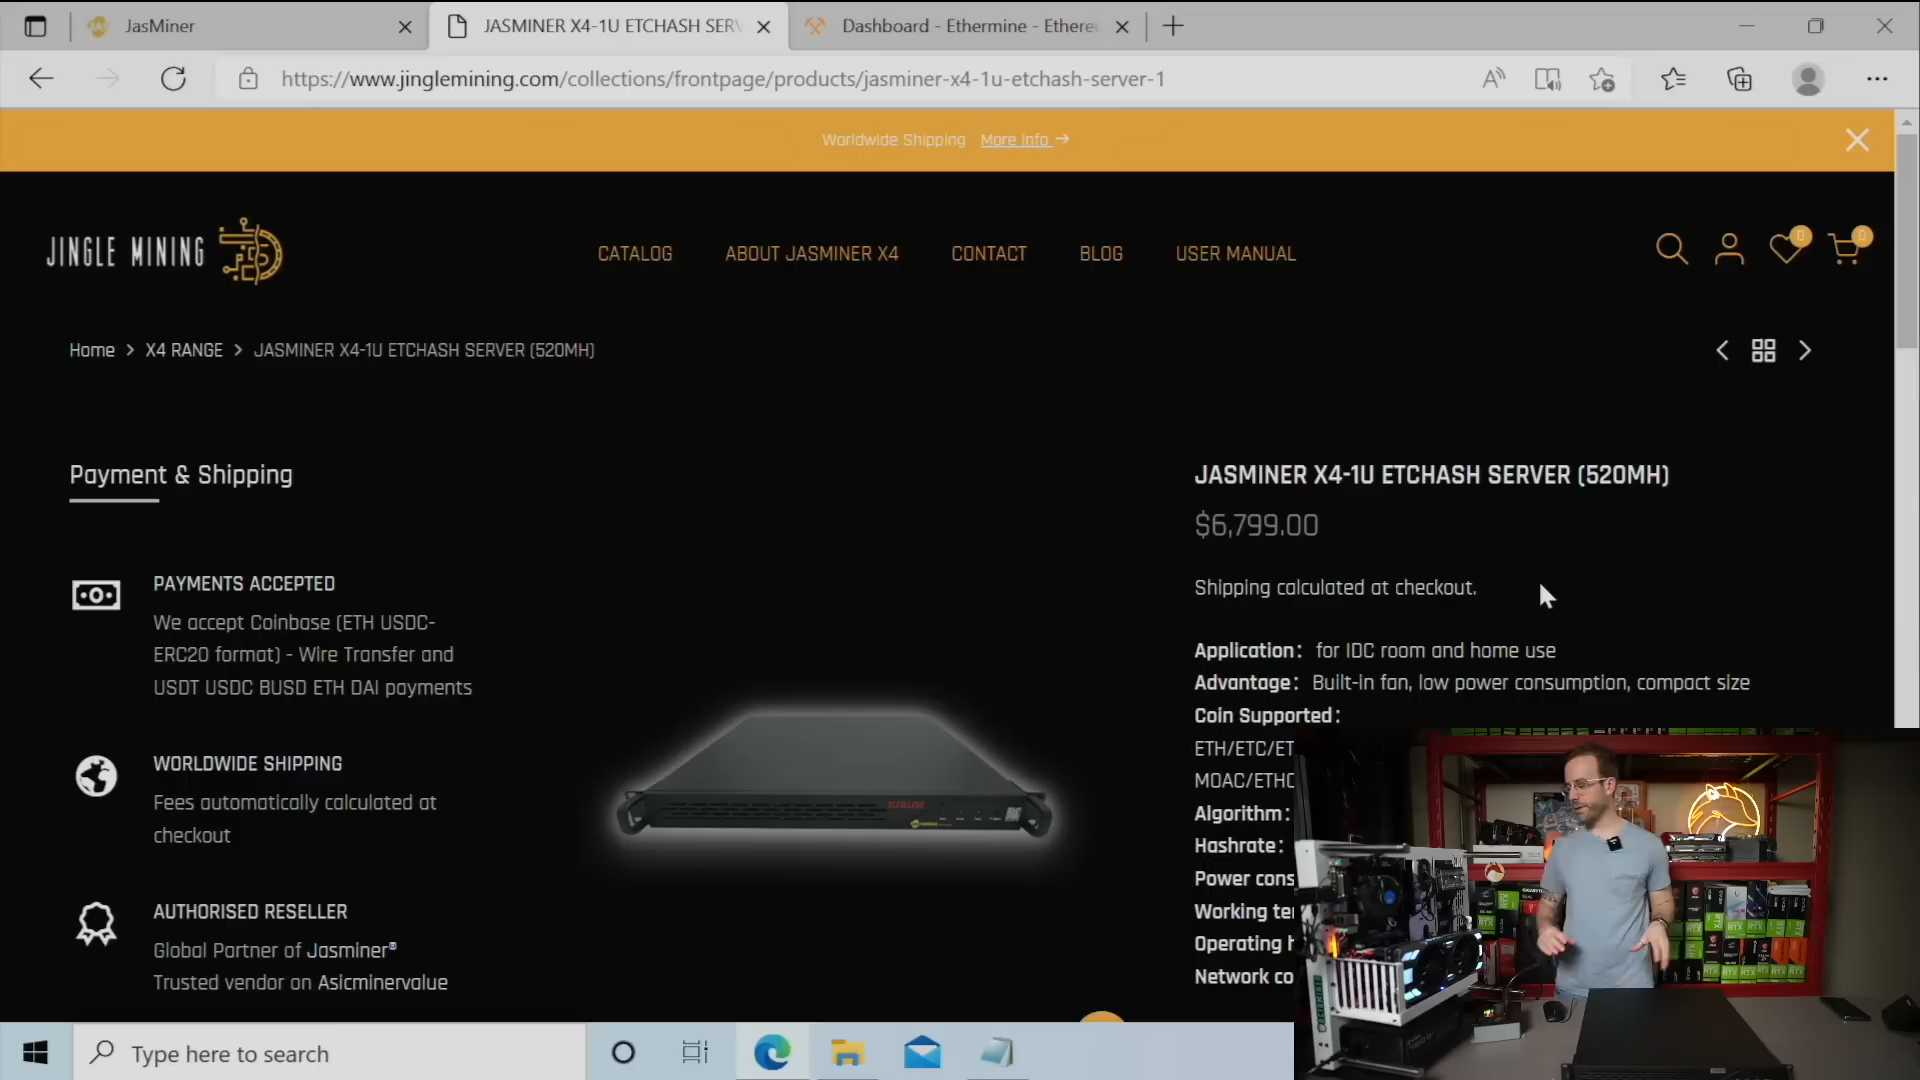 JasMiner
JASMINER X4-1U ETCHASH SERV
Dashboard - Ethermine - Ethere
https://www.jinglemining.com/collections/frontpage/products/jasminer-x4-1u-etchash-server-1
Worldwide Shipping More info →
JINGLE MINING
CATALOG
ABOUT JASMINER X4
CONTACT
BLOG
USER MANUAL
0
0
Home > X4 RANGE > JASMINER X4-1U ETCHASH SERVER (520MH)
Payment & Shipping
PAYMENTS ACCEPTED
We accept Coinbase (ETH USDC-
ERC20 format) - Wire Transfer and
USDT USDC BUSD ETH DAI payments
WORLDWIDE SHIPPING
Fees automatically calculated at
checkout
AUTHORISED RESELLER
Global Partner of Jasminer®
Trusted vendor on Asicminervalue
JASMINER X4-1U ETCHASH SERVER (520MH)
$6,799.00
Shipping calculated at checkout.
Application: for IDC room and home use
Advantage: Built-in fan, low power consumption, compact size
Coin Supported:
ETH/ETC/ET
MOAC/ETHO
Algorithm:
Hashrate:
Power cons
Working te
Operating h
Network co
Type here to search